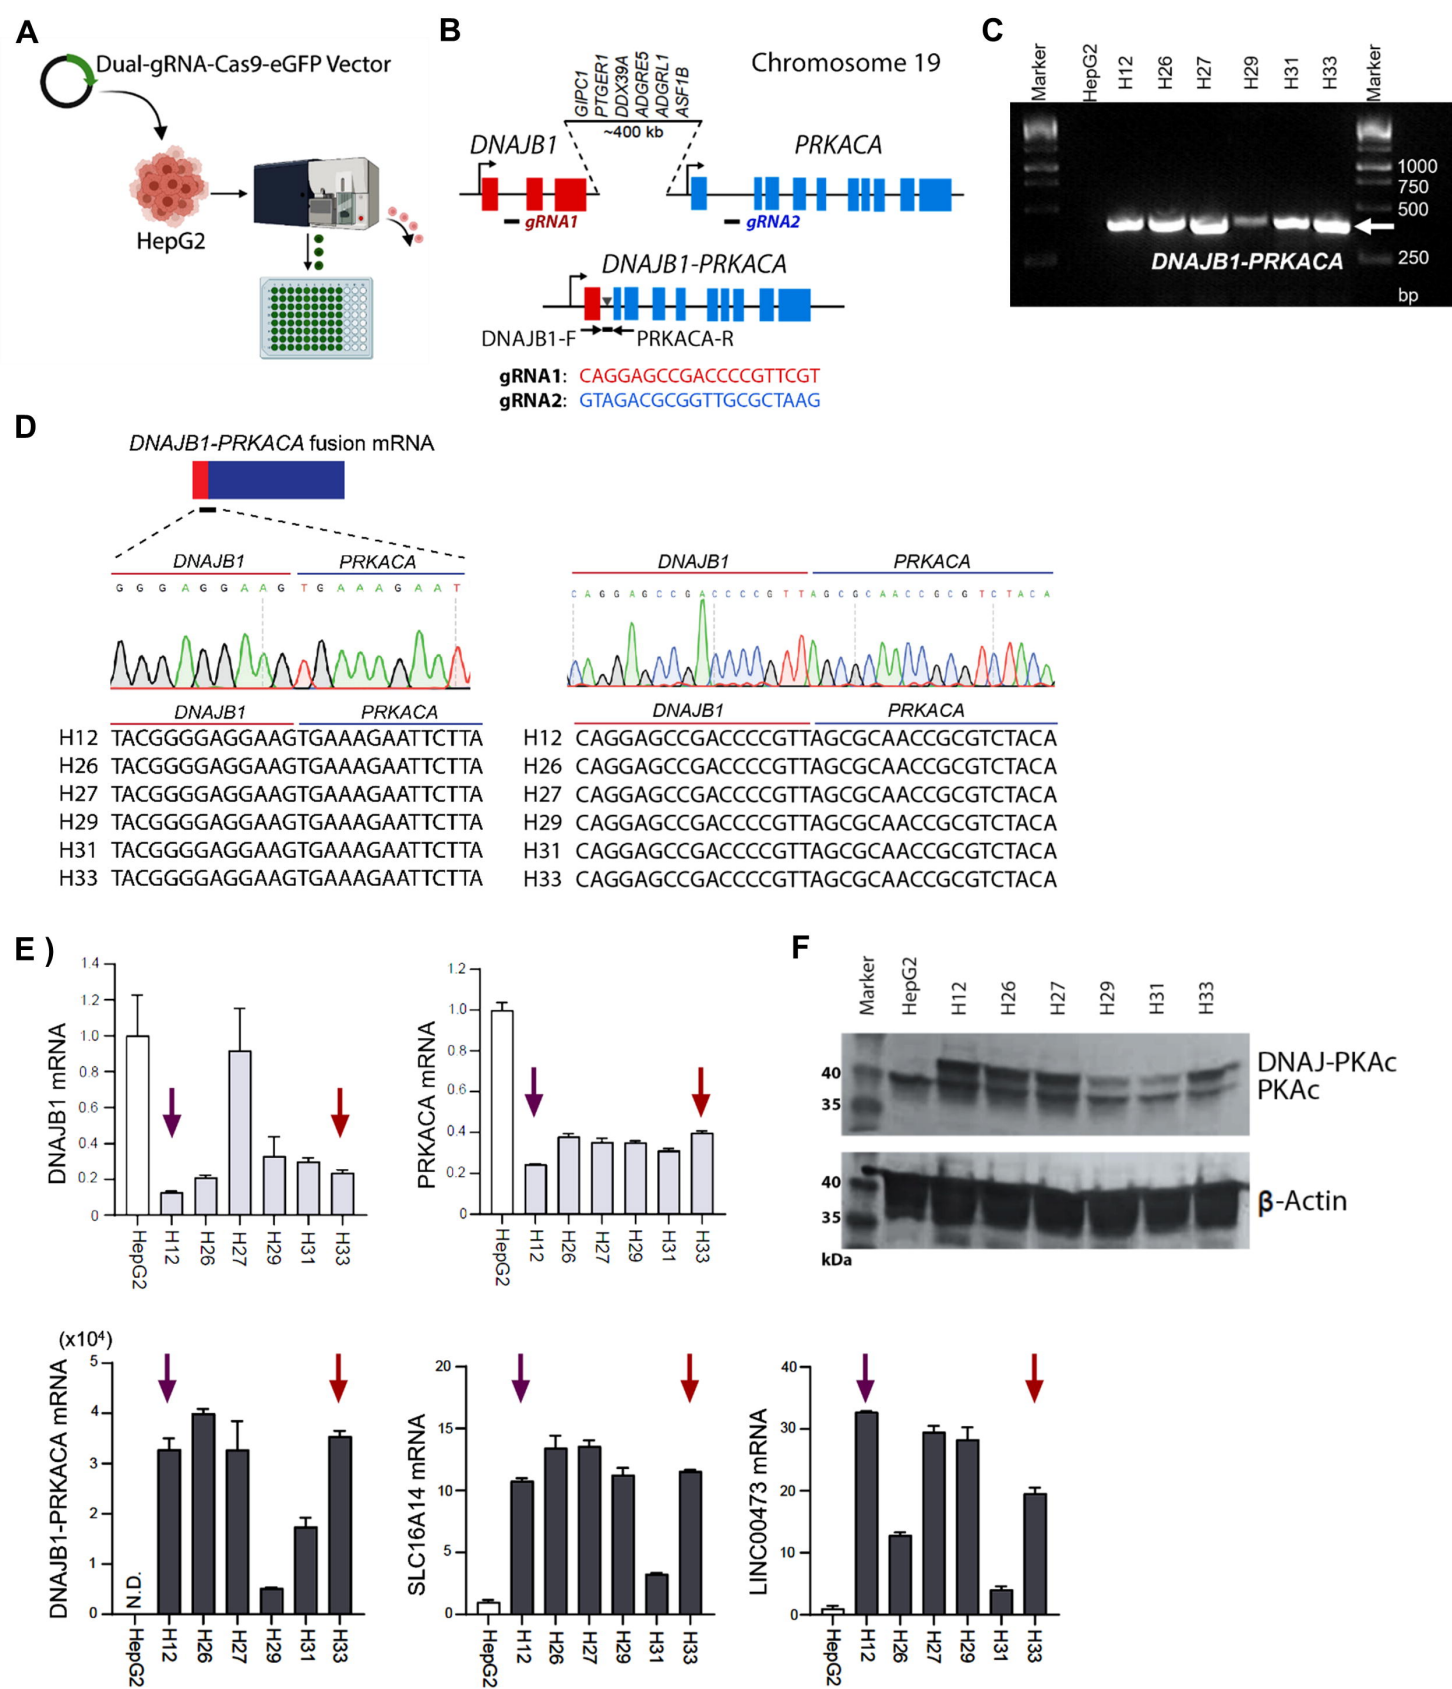 A
Dual-gRNA-Cas9-eGFP Vector
HepG2
B
Chromosome 19
GIPC1
PTGER1
DDX39A
ADGRE5
ADGRL1
ASF1B
~400 kb
DNAJB1
PRKACA
gRNA1
gRNA2
DNAJB1-PRKACA
DNAJB1-F
PRKACA-R
gRNA1: CAGGAGCCGACCCCGTTCGT
gRNA2: GTAGACGCGGTTGCGCTAAG
C
Marker HepG2 H12 H26 H27 H29 H31 H33 Marker
1000
750
500
250
bp
DNAJB1-PRKACA
D
DNAJB1-PRKACA fusion mRNA
DNAJB1 PRKACA
G G G A G G A A G T G A A A G A A T
DNAJB1 PRKACA
H12 TACGGGGAGGAAGTGAAAGAATTCTTA
H26 TACGGGGAGGAAGTGAAAGAATTCTTA
H27 TACGGGGAGGAAGTGAAAGAATTCTTA
H29 TACGGGGAGGAAGTGAAAGAATTCTTA
H31 TACGGGGAGGAAGTGAAAGAATTCTTA
H33 TACGGGGAGGAAGTGAAAGAATTCTTA
DNAJB1 PRKACA
C A G G A G C C G A C C C C G T T A G C G C A A C C G C G T C T A C A
DNAJB1 PRKACA
H12 CAGGAGCCGACCCCGTTAGCGCAACCGCGTCTACA
H26 CAGGAGCCGACCCCGTTAGCGCAACCGCGTCTACA
H27 CAGGAGCCGACCCCGTTAGCGCAACCGCGTCTACA
H29 CAGGAGCCGACCCCGTTAGCGCAACCGCGTCTACA
H31 CAGGAGCCGACCCCGTTAGCGCAACCGCGTCTACA
H33 CAGGAGCCGACCCCGTTAGCGCAACCGCGTCTACA
E )
DNAJB1 mRNA
1.4
1.2
1.0
0.8
0.6
0.4
0.2
0
HepG2 H12 H26 H27 H29 H31 H33
PRKACA mRNA
1.2
1.0
0.8
0.6
0.4
0.2
0
HepG2 H12 H26 H27 H29 H31 H33
F
Marker HepG2 H12 H26 H27 H29 H31 H33
40
35
DNAJ-PKAc
PKAc
40
35
kDa
β-Actin
(x10⁴)
DNAJB1-PRKACA mRNA
5
4
3
2
1
0
N.D.
HepG2 H12 H26 H27 H29 H31 H33
SLC16A14 mRNA
20
15
10
5
0
HepG2 H12 H26 H27 H29 H31 H33
LINC00473 mRNA
40
30
20
10
0
HepG2 H12 H26 H27 H29 H31 H33